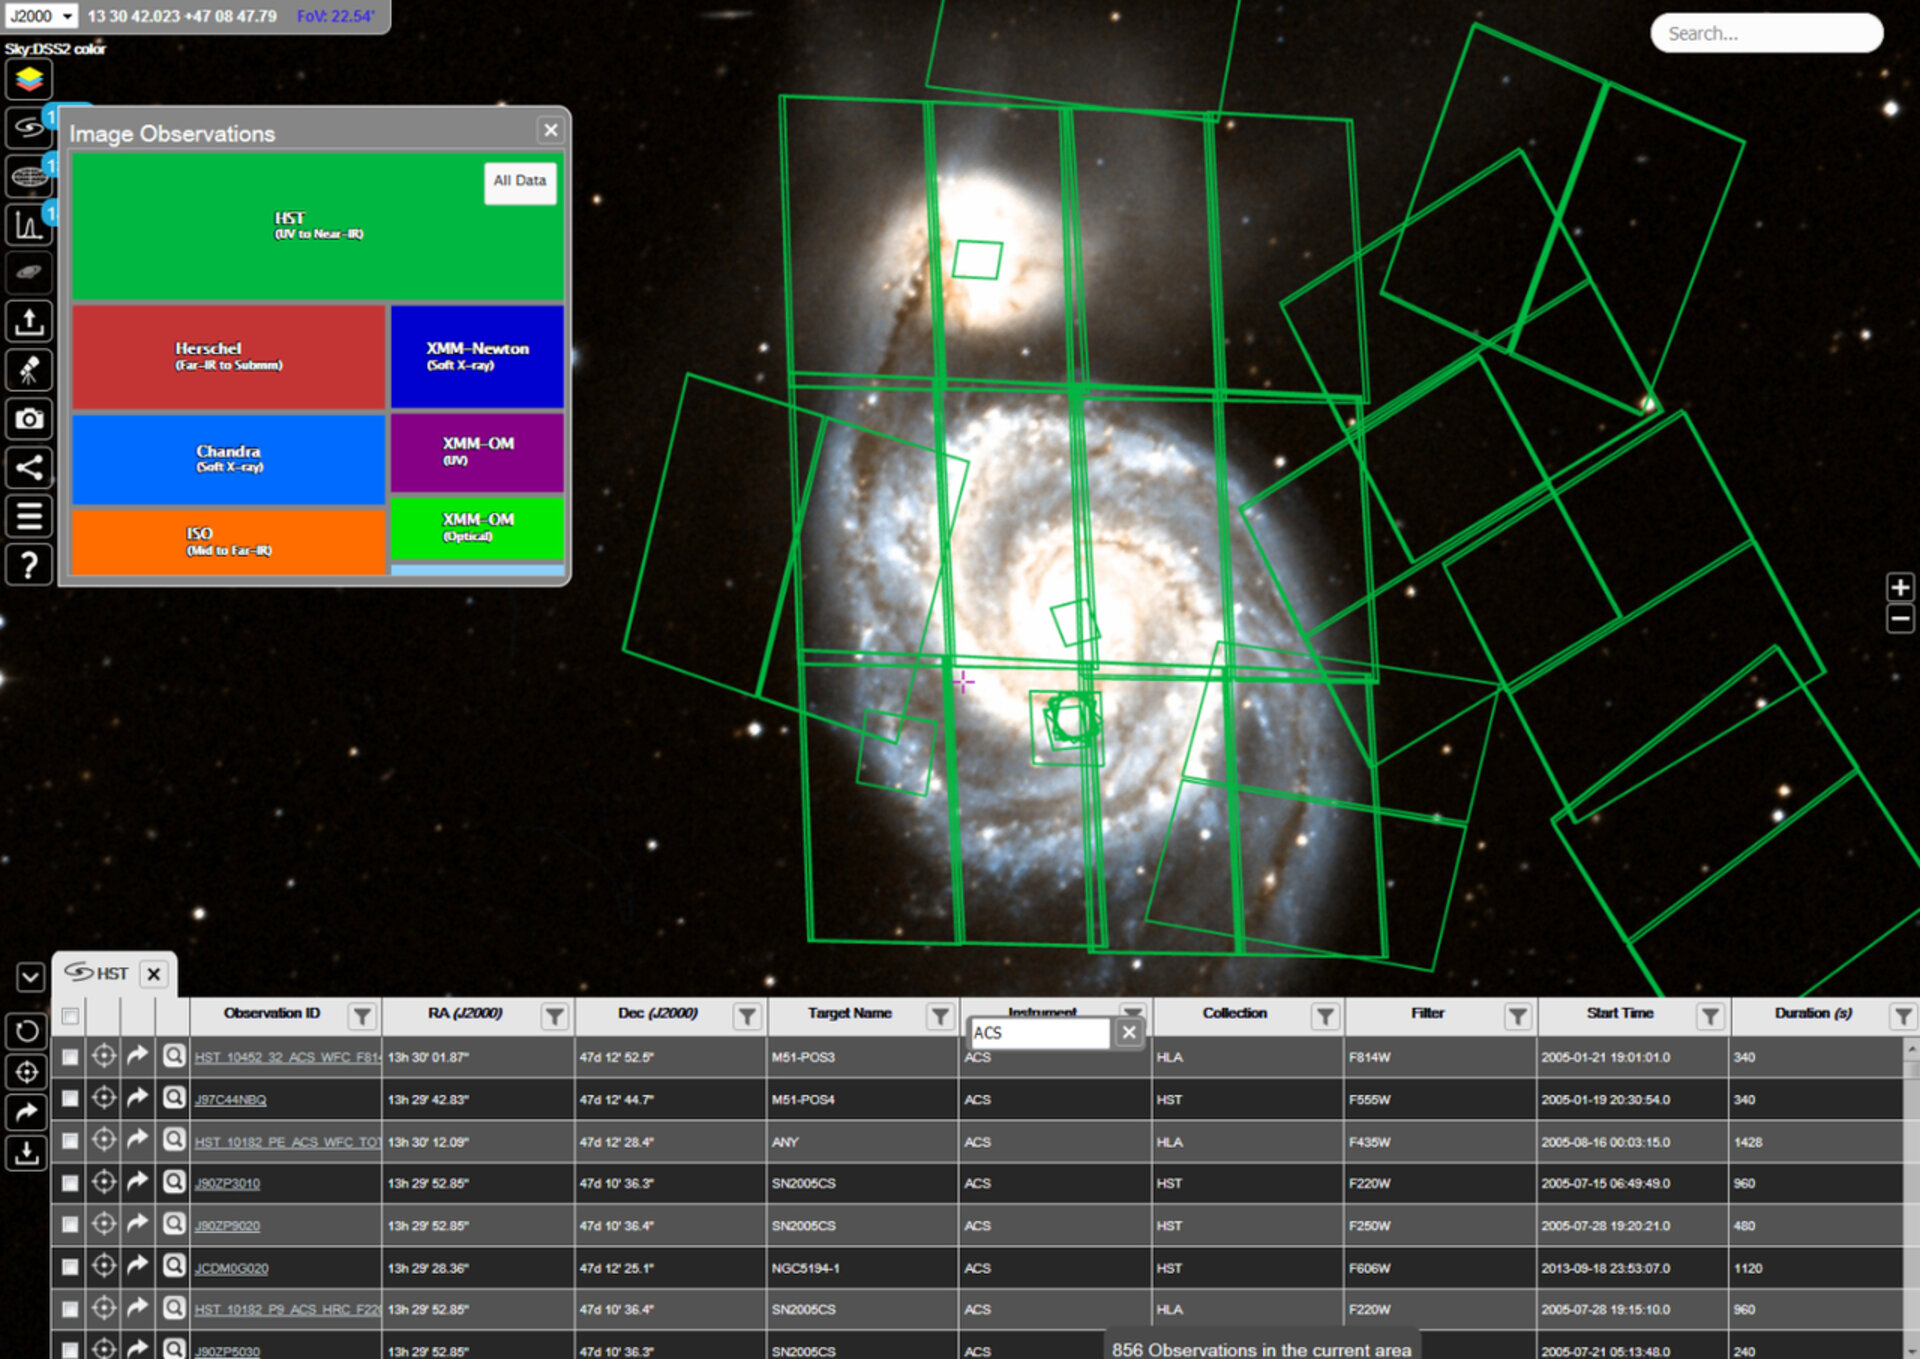 J2000 13 30 42.023 +47 08 47.79 FoV: 22.54'
Search...
Sky:DSS2 color
Image Observations
All Data
HST
(UV to Near-IR)
Herschel
(Far-IR to Submm)
XMM-Newton
(Soft X-ray)
Chandra
(Soft X-ray)
XMM-OM
(UV)
ISO
(Mid to Far-IR)
XMM-OM
(Optical)
?
HST
Observation ID RA (J2000) Dec (J2000) Target Name Instrument Collection Filter Start Time Duration (s)
ACS
HST_10452_32_ACS_WFC_F81 13h 30' 01.87" 47d 12' 52.5" M51-POS3 ACS HLA F814W 2005-01-21 19:01:01.0 340
J97C44NBQ 13h 29' 42.83" 47d 12' 44.7" M51-POS4 ACS HST F555W 2005-01-19 20:30:54.0 340
HST_10182_PE_ACS_WFC_TOT 13h 30' 12.09" 47d 12' 28.4" ANY ACS HLA F435W 2005-08-16 00:03:15.0 1428
J90ZP3010 13h 29' 52.85" 47d 10' 36.3" SN2005CS ACS HST F220W 2005-07-15 06:49:49.0 960
J90ZP9020 13h 29' 52.85" 47d 10' 36.4" SN2005CS ACS HST F250W 2005-07-28 19:20:21.0 480
JCDM0G020 13h 29' 28.36" 47d 12' 25.1" NGC5194-1 ACS HST F606W 2013-09-18 23:53:07.0 1120
HST_10182_P9_ACS_HRC_F220 13h 29' 52.85" 47d 10' 36.4" SN2005CS ACS HLA F220W 2005-07-28 19:15:10.0 960
J90ZP5030 13h 29' 52.85" 47d 10' 36.3" SN2005CS ACS 2005-07-21 05:13:48.0 240
856 Observations in the current area